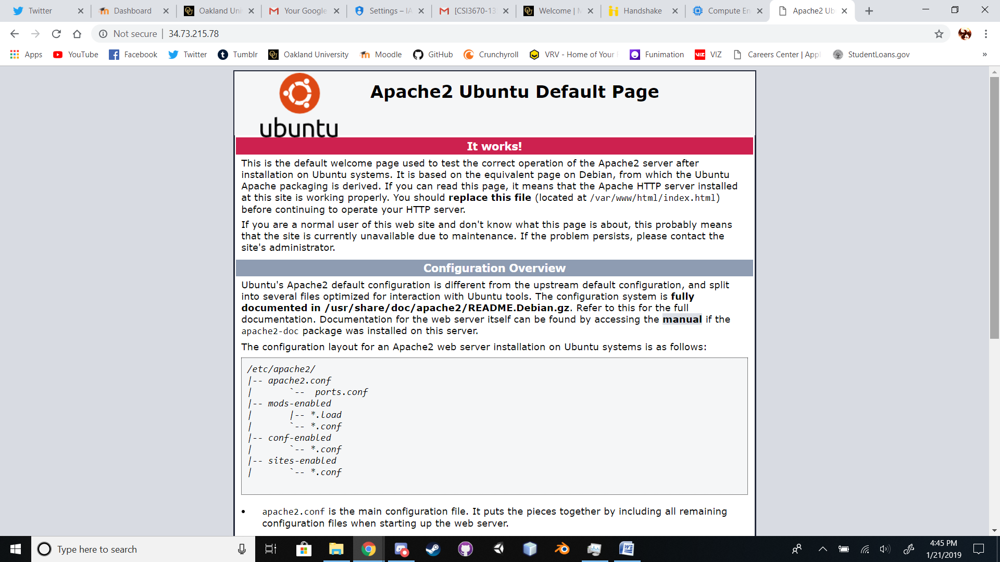 Twitter
Dashboard
Oakland Uni
Your Google
Settings – IA
[CSI3670-13
Welcome | M
Handshake
Compute En
Apache2 Ub
Not secure | 34.73.215.78
Apps
YouTube
Facebook
Twitter
Tumblr
Oakland University
Moodle
GitHub
Crunchyroll
VRV - Home of Your
Funimation
VIZ
Careers Center | Appl
StudentLoans.gov
»
ubuntu
Apache2 Ubuntu Default Page
It works!
This is the default welcome page used to test the correct operation of the Apache2 server after
installation on Ubuntu systems. It is based on the equivalent page on Debian, from which the Ubuntu
Apache packaging is derived. If you can read this page, it means that the Apache HTTP server installed
at this site is working properly. You should replace this file (located at /var/www/html/index.html)
before continuing to operate your HTTP server.
If you are a normal user of this web site and don't know what this page is about, this probably means
that the site is currently unavailable due to maintenance. If the problem persists, please contact the
site's administrator.
Configuration Overview
Ubuntu's Apache2 default configuration is different from the upstream default configuration, and split
into several files optimized for interaction with Ubuntu tools. The configuration system is fully
documented in /usr/share/doc/apache2/README.Debian.gz. Refer to this for the full
documentation. Documentation for the web server itself can be found by accessing the manual if the
apache2-doc package was installed on this server.
The configuration layout for an Apache2 web server installation on Ubuntu systems is as follows:
/etc/apache2/
|-- apache2.conf
|       `--  ports.conf
|-- mods-enabled
|       |-- *.load
|       `-- *.conf
|-- conf-enabled
|       `-- *.conf
|-- sites-enabled
|       `-- *.conf
• apache2.conf is the main configuration file. It puts the pieces together by including all remaining
configuration files when starting up the web server.
Type here to search
4:45 PM
1/21/2019